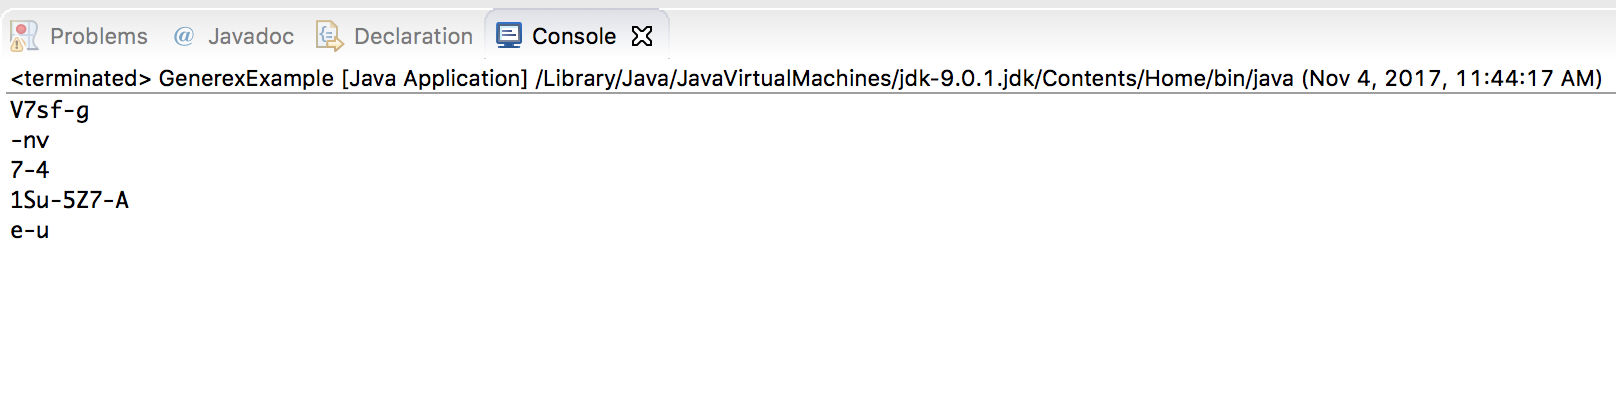 Problems @ Javadoc Declaration Console
<terminated> GenerexExample [Java Application] /Library/Java/JavaVirtualMachines/jdk-9.0.1.jdk/Contents/Home/bin/java (Nov 4, 2017, 11:44:17 AM)
V7sf-g
-nv
7-4
1Su-5Z7-A
e-u